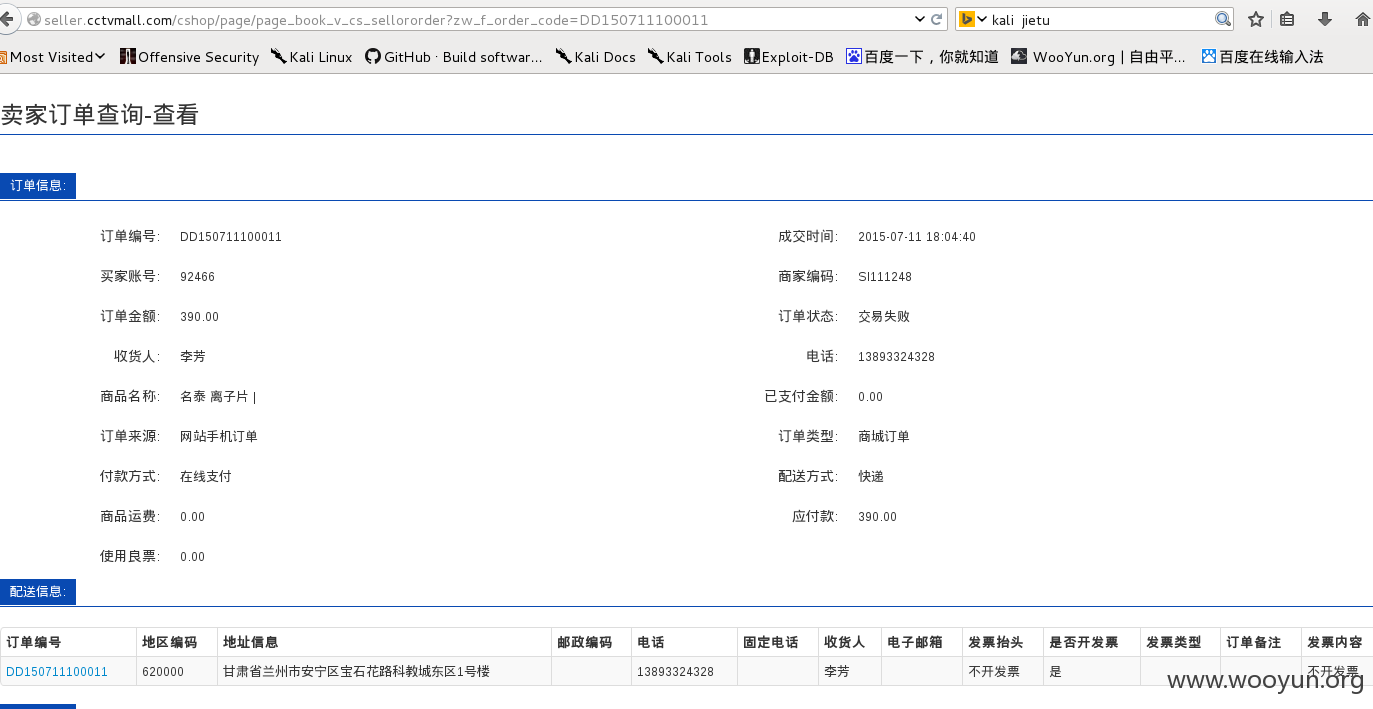 seller.cctvmall.com/cshop/page/page_book_v_cs_sellororder?zw_f_order_code=DD150711100011 kali jietu
Most Visited Offensive Security Kali Linux GitHub · Build softwar... Kali Docs Kali Tools Exploit-DB 百度一下，你就知道 WooYun.org | 自由平... 百度在线输入法
卖家订单查询-查看
订单信息:
订单编号: DD150711100011 成交时间: 2015-07-11 18:04:40
买家账号: 92466 商家编码: SI111248
订单金额: 390.00 订单状态: 交易失败
收货人: 李芳 电话: 13893324328
商品名称: 名泰 离子片 | 已支付金额: 0.00
订单来源: 网站手机订单 订单类型: 商城订单
付款方式: 在线支付 配送方式: 快递
商品运费: 0.00 应付款: 390.00
使用良票: 0.00
配送信息:
订单编号 地区编码 地址信息 邮政编码 电话 固定电话 收货人 电子邮箱 发票抬头 是否开发票 发票类型 订单备注 发票内容
DD150711100011 620000 甘肃省兰州市安宁区宝石花路科教城东区1号楼 13893324328 李芳 不开发票 是 不开发票
www.wooyun.org